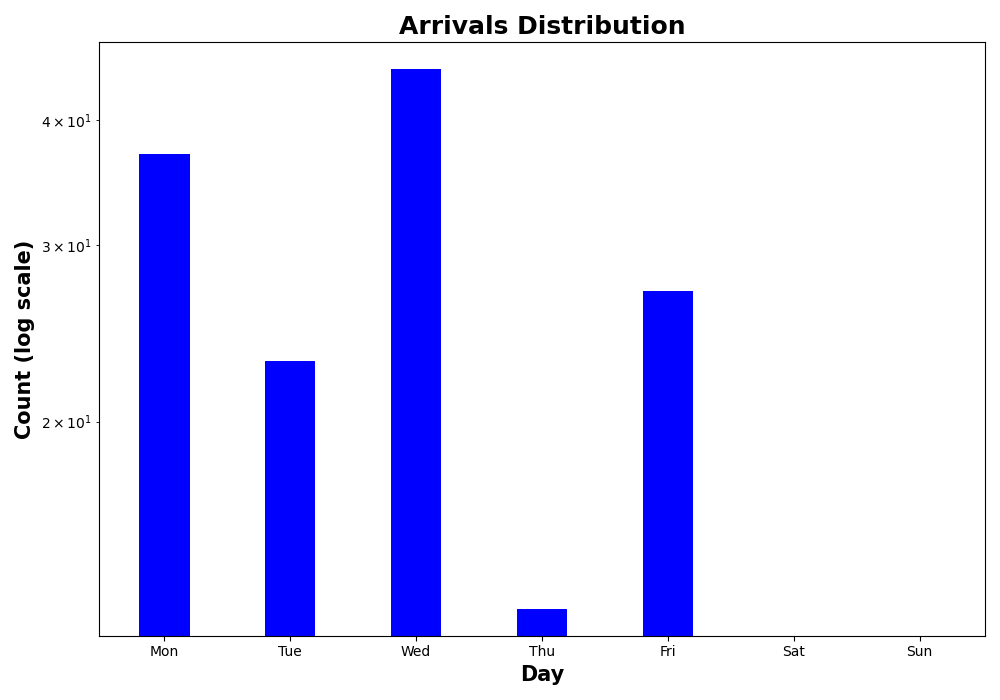 Arrivals Distribution
Count (log scale)
4 × 10¹
3 × 10¹
2 × 10¹
Mon Tue Wed Thu Fri Sat Sun
Day